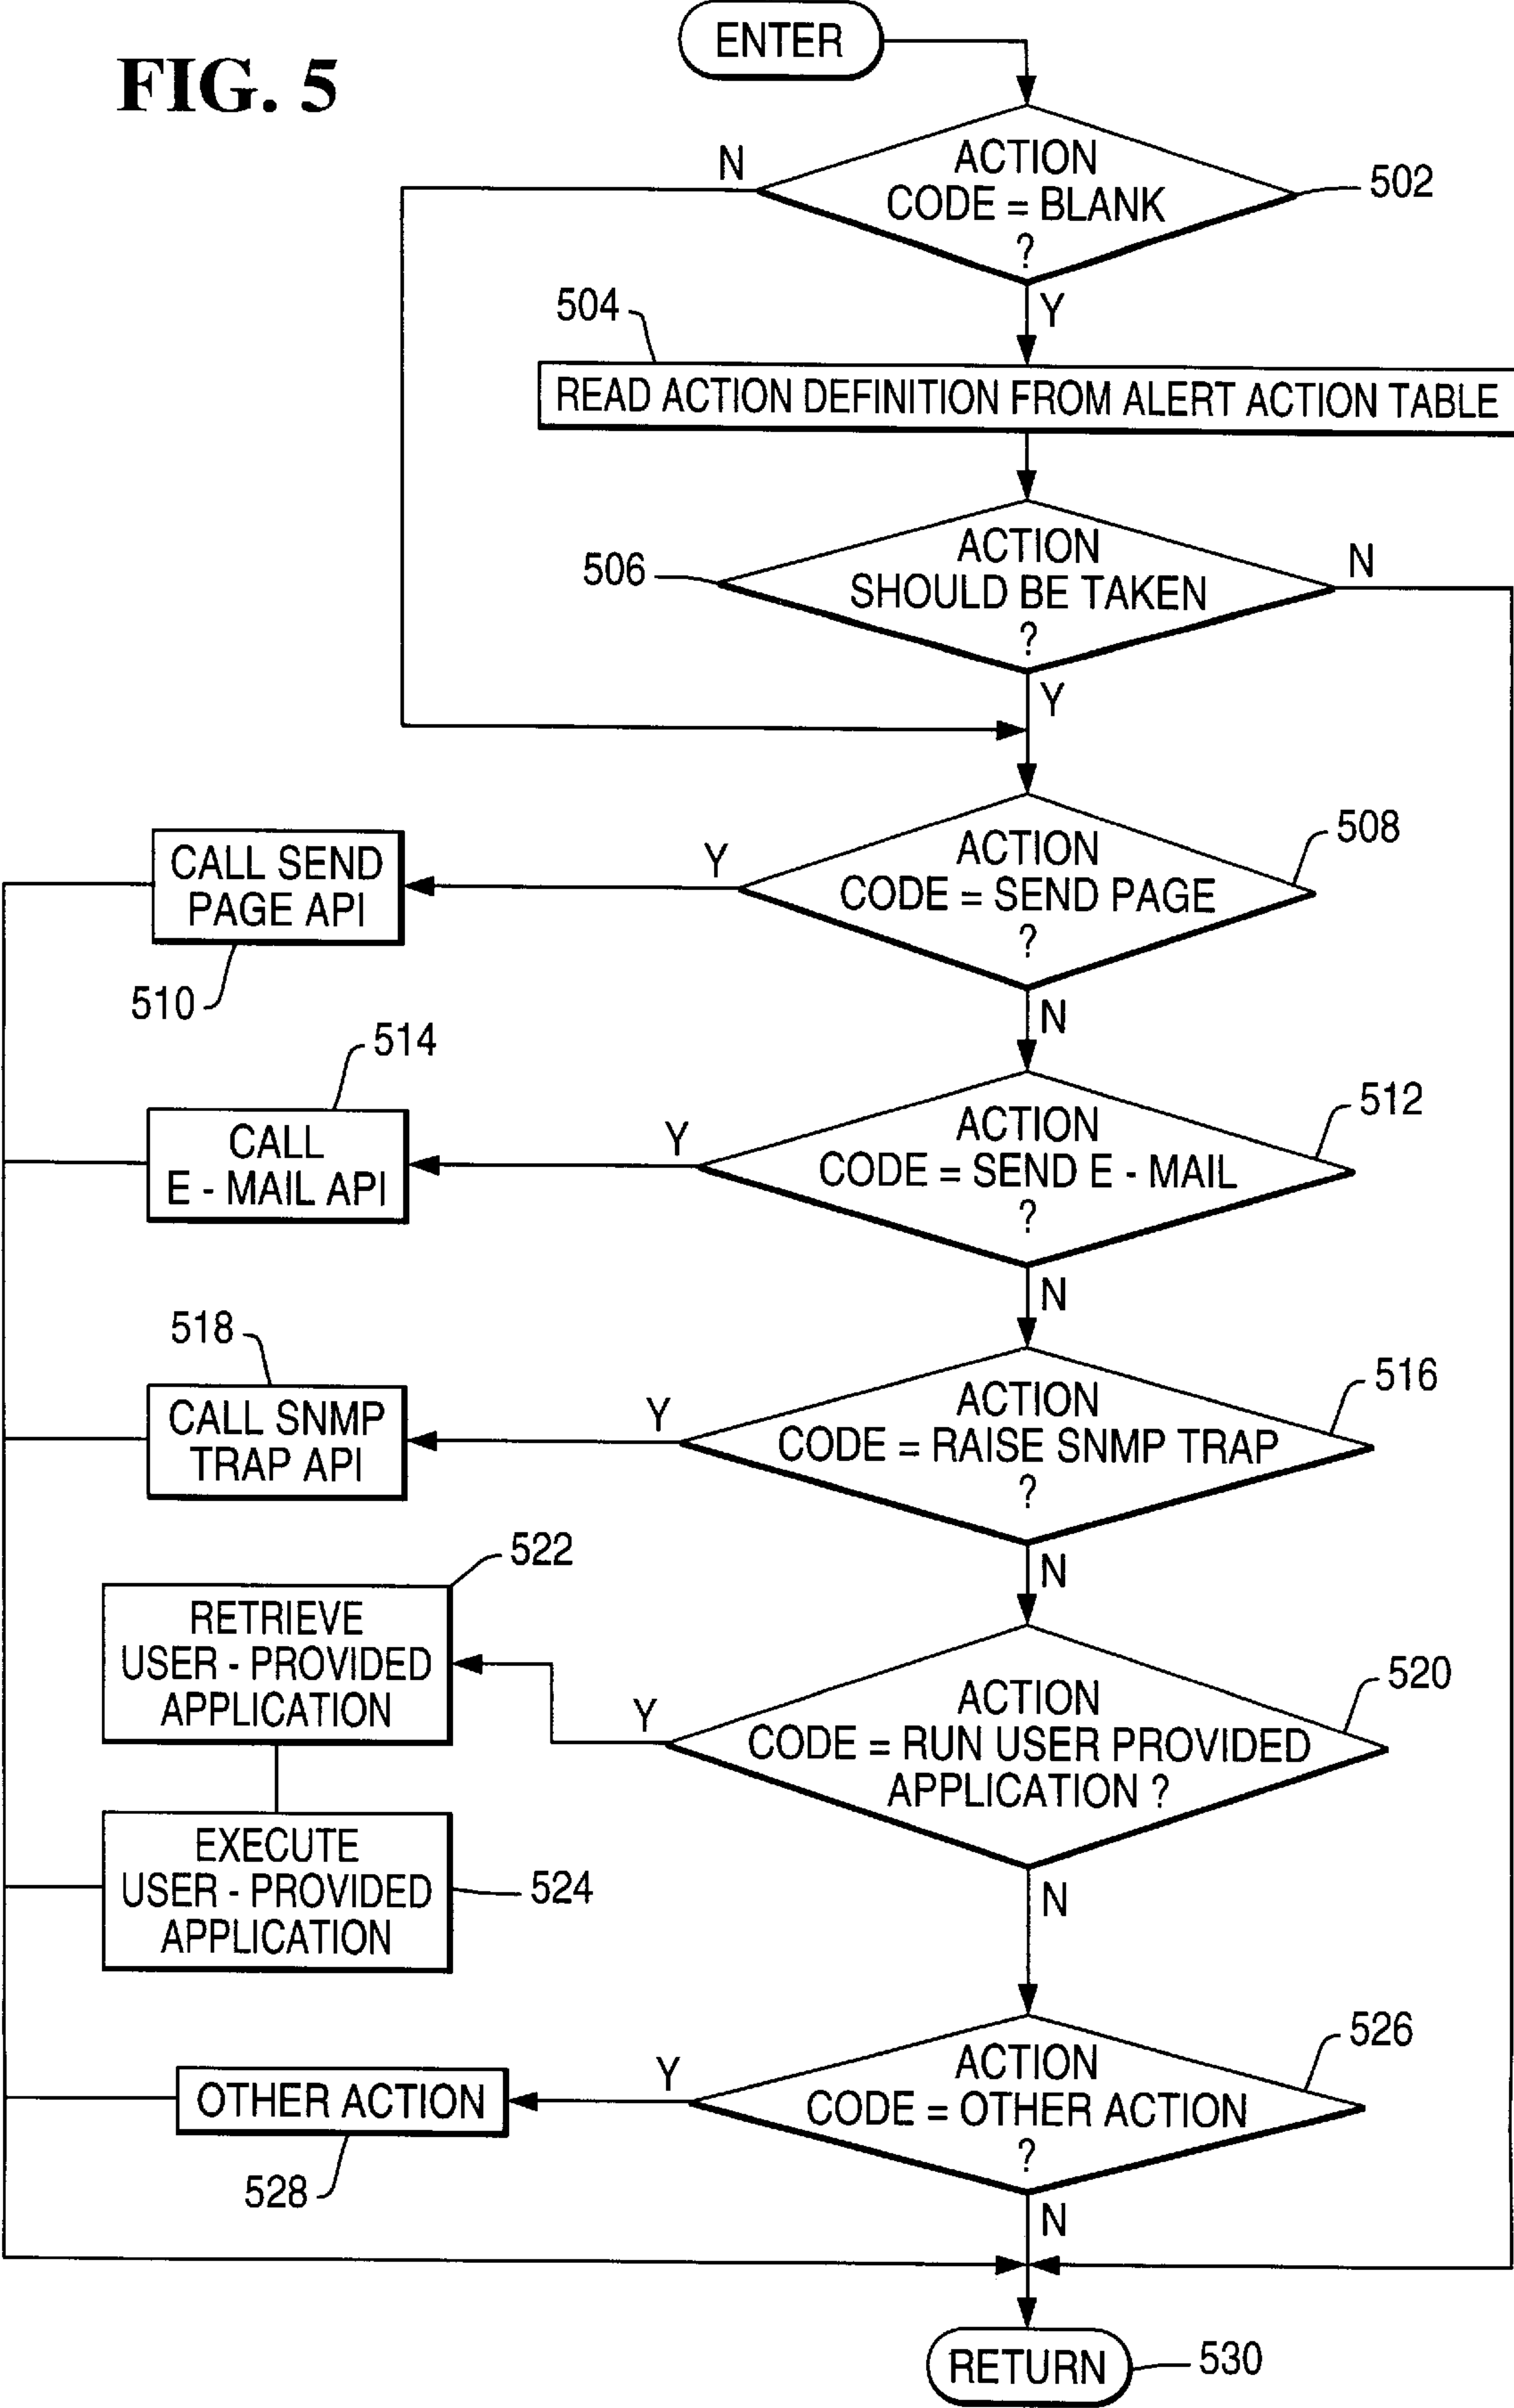 FIG. 5
ENTER
ACTION
CODE = BLANK
?
502
N
Y
504
READ ACTION DEFINITION FROM ALERT ACTION TABLE
ACTION
SHOULD BE TAKEN
?
506
N
Y
ACTION
CODE = SEND PAGE
?
508
Y
CALL SEND
PAGE API
510
N
ACTION
CODE = SEND E - MAIL
?
512
Y
514
CALL
E - MAIL API
N
ACTION
CODE = RAISE SNMP TRAP
?
516
Y
518
CALL SNMP
TRAP API
N
ACTION
CODE = RUN USER PROVIDED
APPLICATION ?
520
Y
522
RETRIEVE
USER - PROVIDED
APPLICATION
EXECUTE
USER - PROVIDED
APPLICATION
524
N
ACTION
CODE = OTHER ACTION
?
526
Y
OTHER ACTION
528
N
RETURN
530